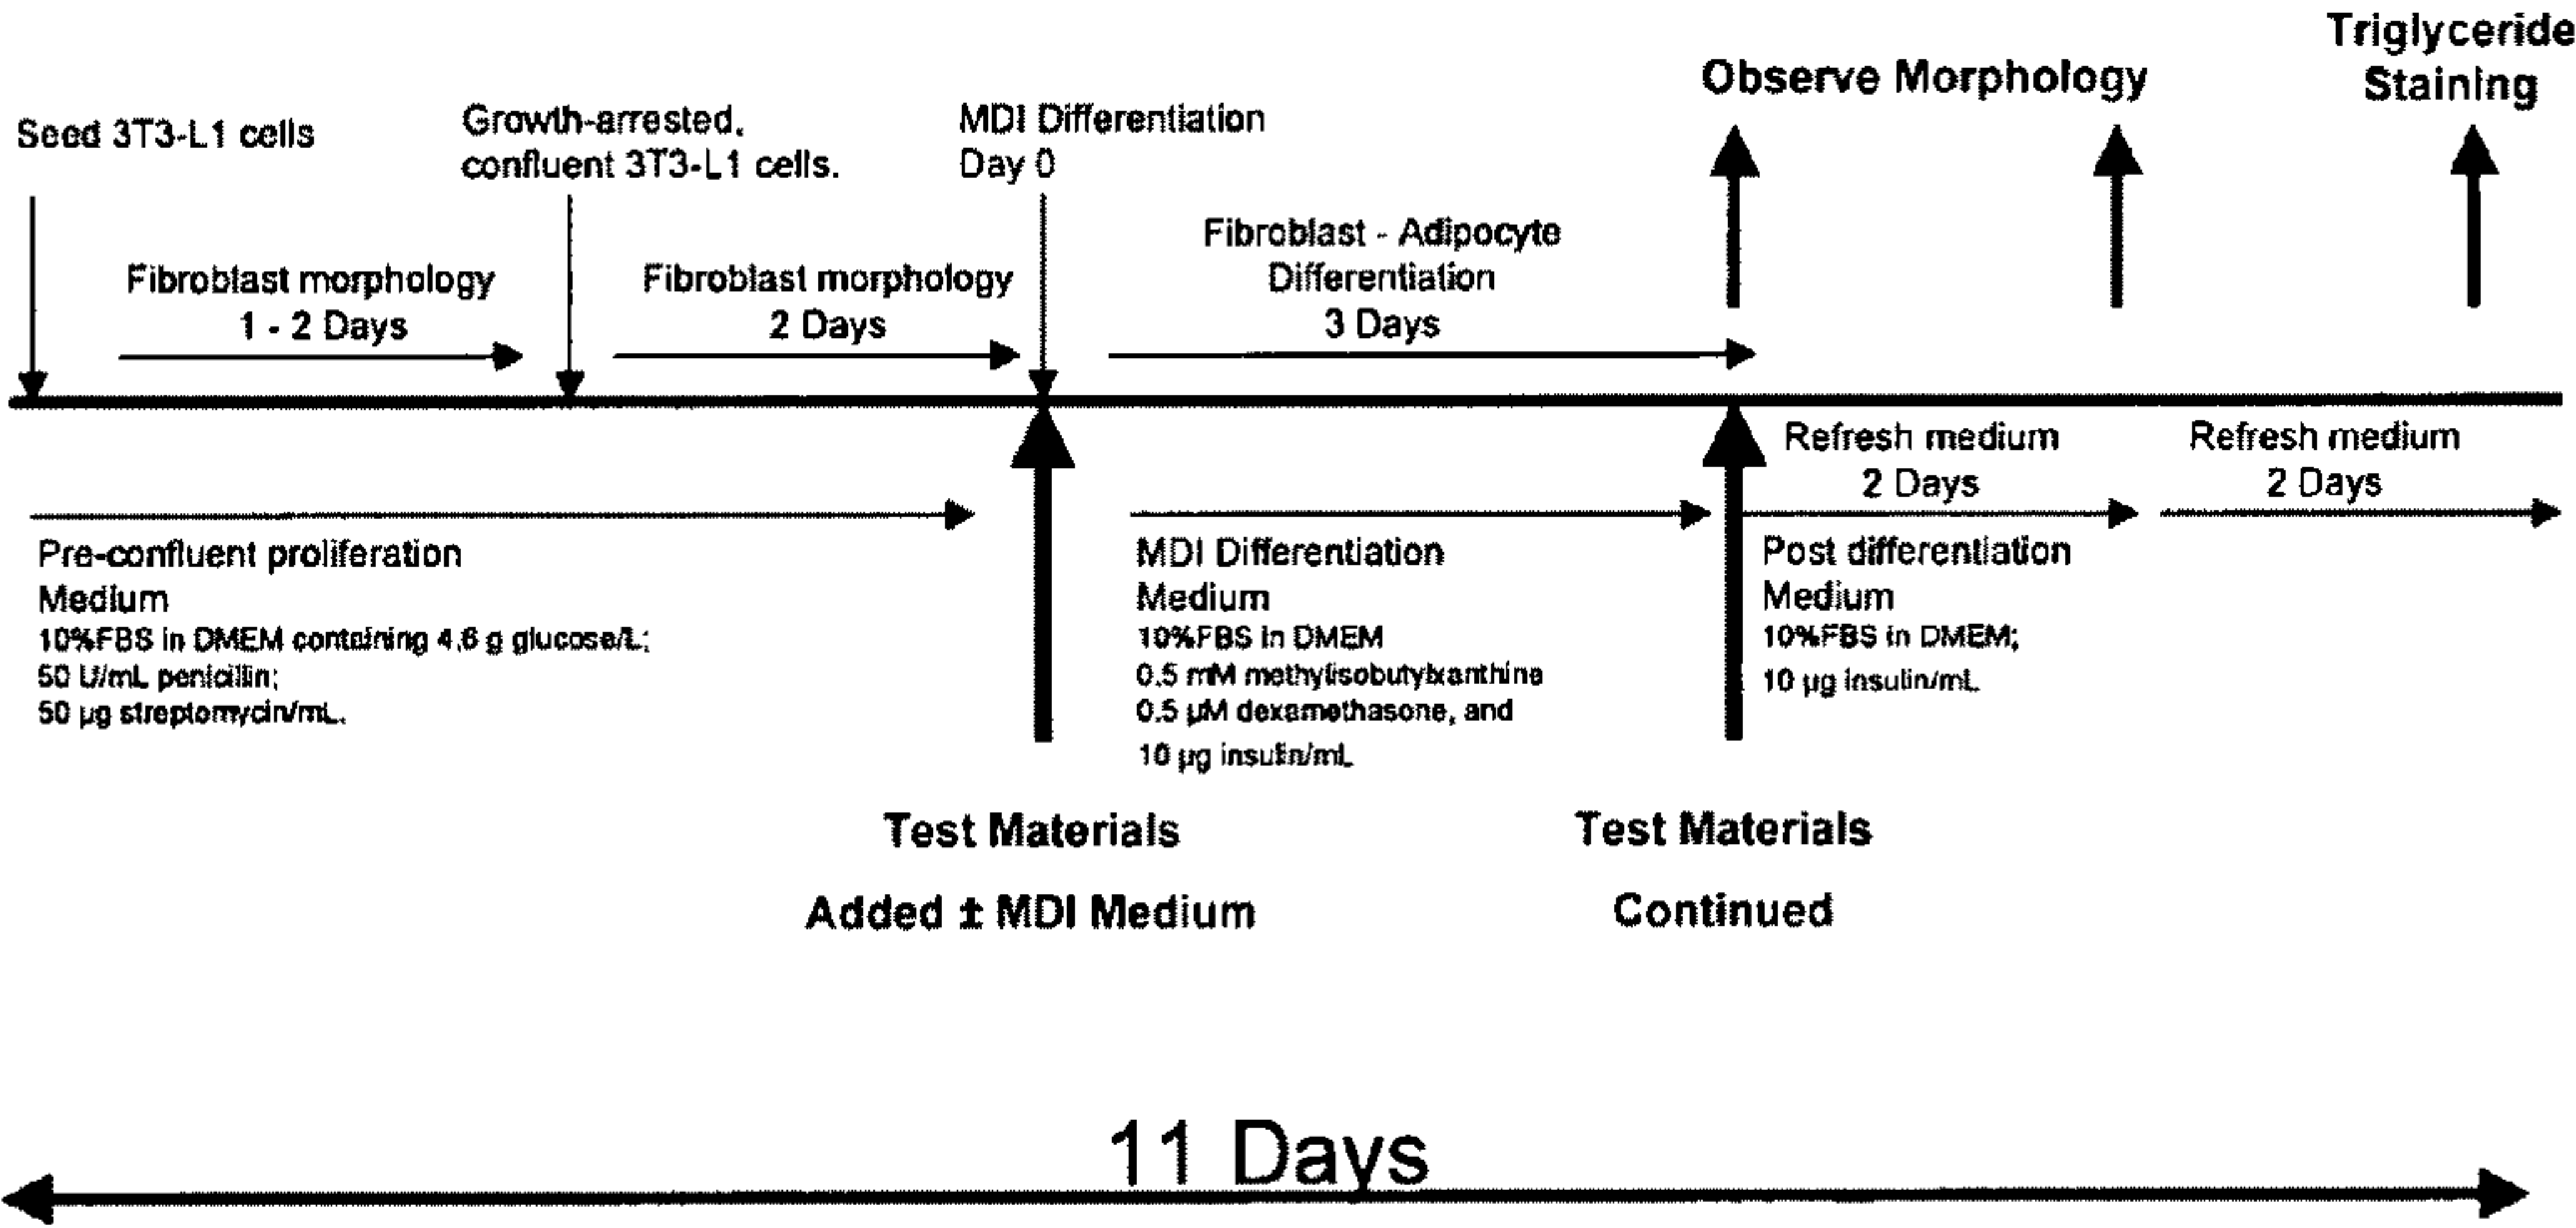 Triglyceride
Staining
Observe Morphology
Seed 3T3-L1 cells
Growth-arrested,
confluent 3T3-L1 cells.
MDI Differentiation
Day 0
Fibroblast morphology
1 - 2 Days
Fibroblast morphology
2 Days
Fibroblast - Adipocyte
Differentiation
3 Days
Refresh medium
2 Days
Refresh medium
2 Days
Pre-confluent proliferation
Medium
10%FBS in DMEM containing 4.6 g glucose/L;
50 U/mL penicillin;
50 µg streptomycin/mL.
MDI Differentiation
Medium
10%FBS in DMEM
0.5 mM methylisobutylxanthine
0.5 µM dexamethasone, and
10 µg insulin/mL
Post differentiation
Medium
10%FBS in DMEM;
10 µg insulin/mL
Test Materials
Added ± MDI Medium
Test Materials
Continued
11 Days